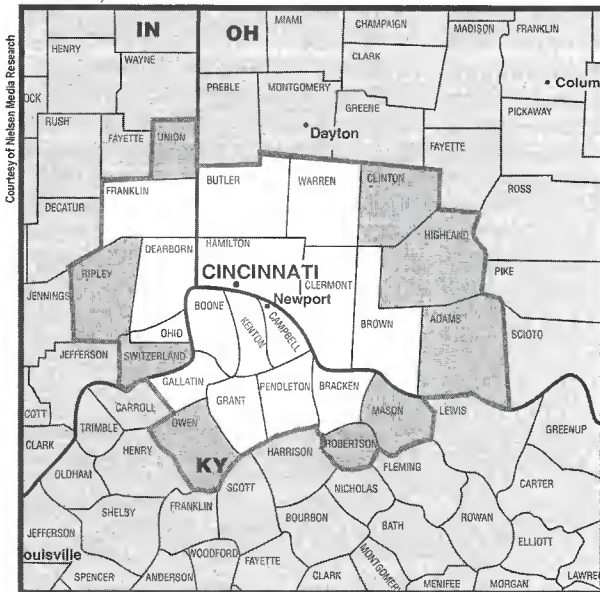 Courtesy of Nielsen Media Research
IN
OH
MIAMI
CHAMPAIGN
MADISON
FRANKLIN
HENRY
WAYNE
CLARK
Colum
OCK
PREBLE
MONTGOMERY
GREENE
PICKAWAY
RUSH
FAYETTE
UNION
Dayton
FAYETTE
FRANKLIN
BUTLER
WARREN
CLINTON
ROSS
DECATUR
HIGHLAND
DEARBORN
HAMILTON
RIPLEY
CINCINNATI
CLERMONT
PIKE
JENNINGS
Newport
BOONE
KENTON
CAMPBELL
BROWN
ADAMS
SCIOTO
OHIO
JEFFERSON
SWITZERLAND
GALLATIN
PENDLETON
BRACKEN
CARROLL
GRANT
MASON
LEWIS
COTT
OWEN
TRIMBLE
GREENUP
CLARK
HENRY
KY
HARRISON
ROBERTSON
FLEMING
OLDHAM
SCOTT
NICHOLAS
CARTER
SHELBY
FRANKLIN
BOURBON
ROWAN
BATH
JEFFERSON
ELLIOTT
ouisville
WOODFORD
FAYETTE
MONTGOMERY
SPENCER
ANDERSON
CLARK
MENIFEE
MORGAN
LAWRE